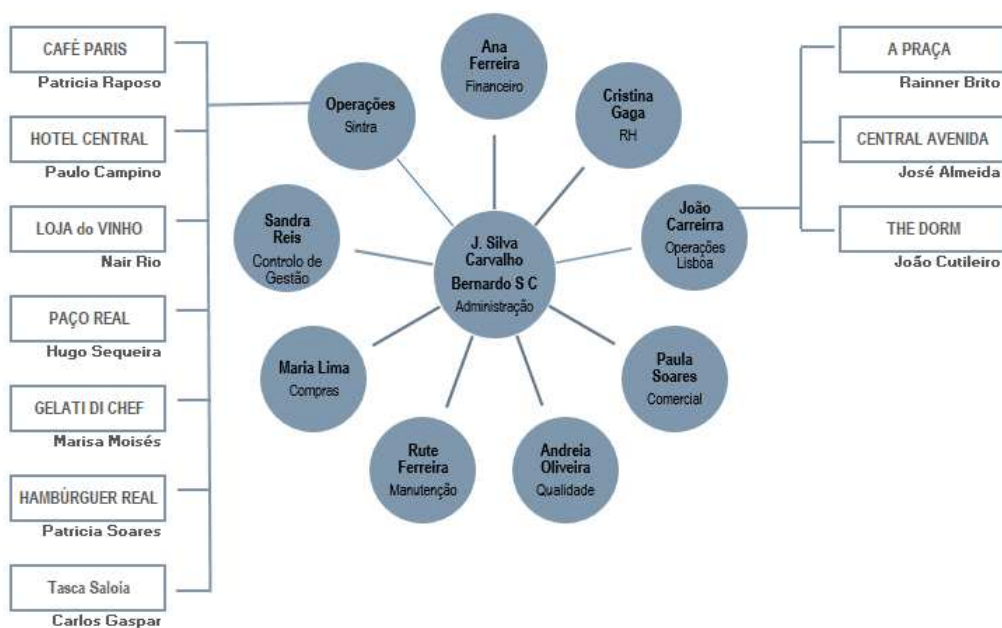 CAFÉ PARIS
Patricia Raposo
HOTEL CENTRAL
Paulo Campino
LOJA do VINHO
Nair Rio
PAÇO REAL
Hugo Sequeira
GELATI DI CHEF
Marisa Moisés
HAMBÚRGUER REAL
Patricia Soares
Tasca Saloia
Carlos Gaspar
Operações
Sintra
Ana
Ferreira
Financeiro
Cristina
Gaga
RH
Sandra
Reis
Controlo de
Gestão
J. Silva
Carvalho
Bernardo S C
Administração
João
Carreirra
Operações
Lisboa
Maria Lima
Compras
Paula
Soares
Comercial
Rute
Ferreira
Manutenção
Andreia
Oliveira
Qualidade
A PRAÇA
Rainner Brito
CENTRAL AVENIDA
José Almeida
THE DORM
João Cutileiro